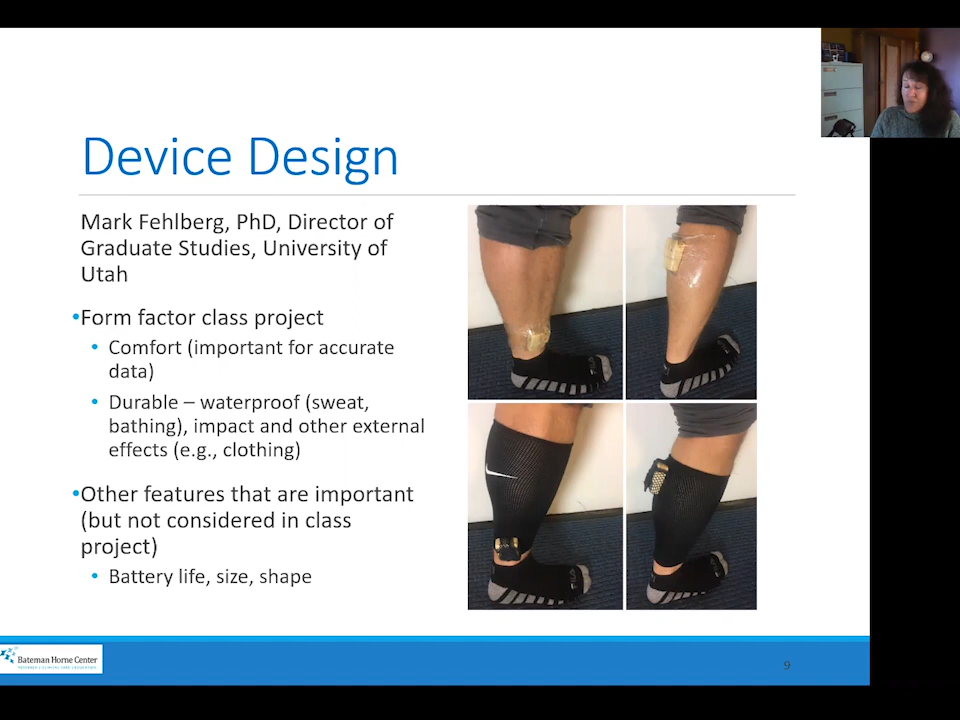 Device Design
Mark Fehlberg, PhD, Director of
Graduate Studies, University of
Utah
•Form factor class project
• Comfort (important for accurate
data)
• Durable – waterproof (sweat,
bathing), impact and other external
effects (e.g., clothing)
•Other features that are important
(but not considered in class
project)
• Battery life, size, shape
Bateman Horne Center
9